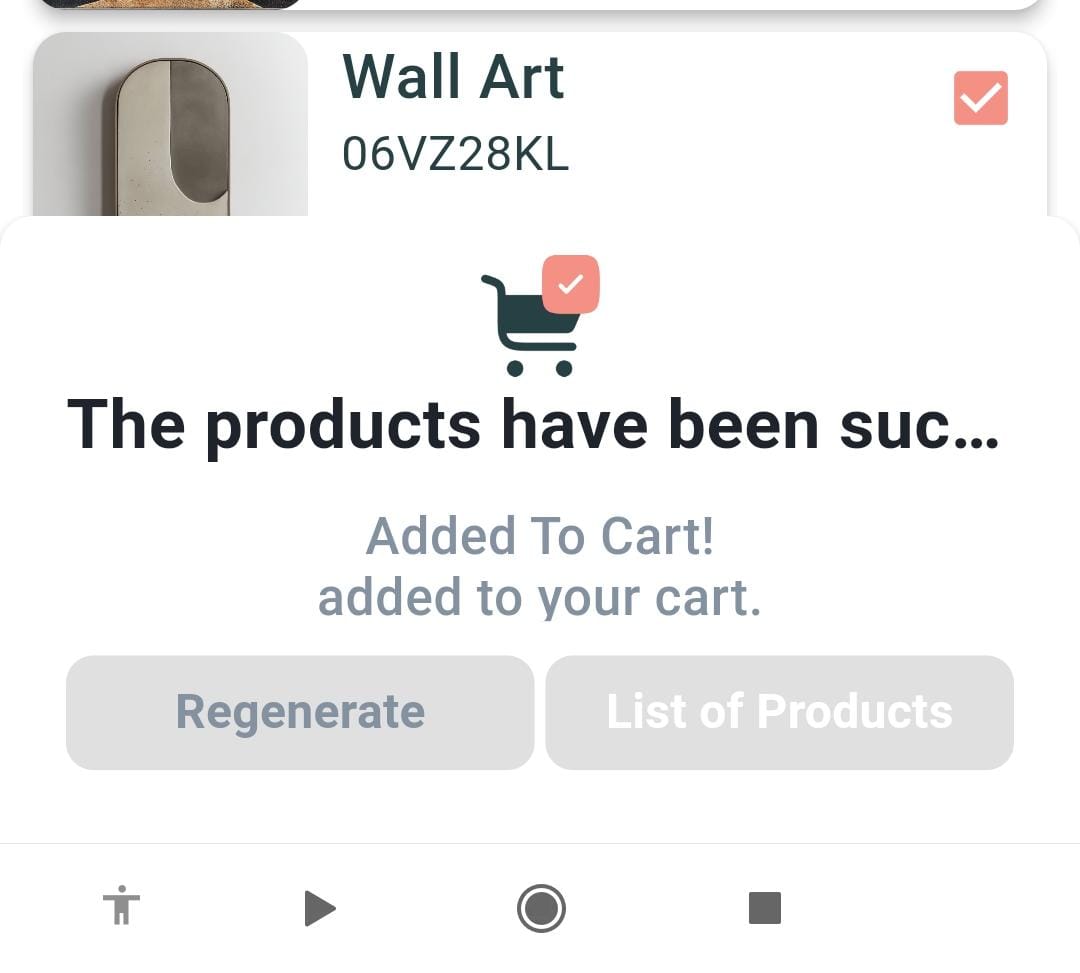 Wall Art
06VZ28KL
The products have been suc...
Added To Cart!
added to your cart.
Regenerate
List of Products